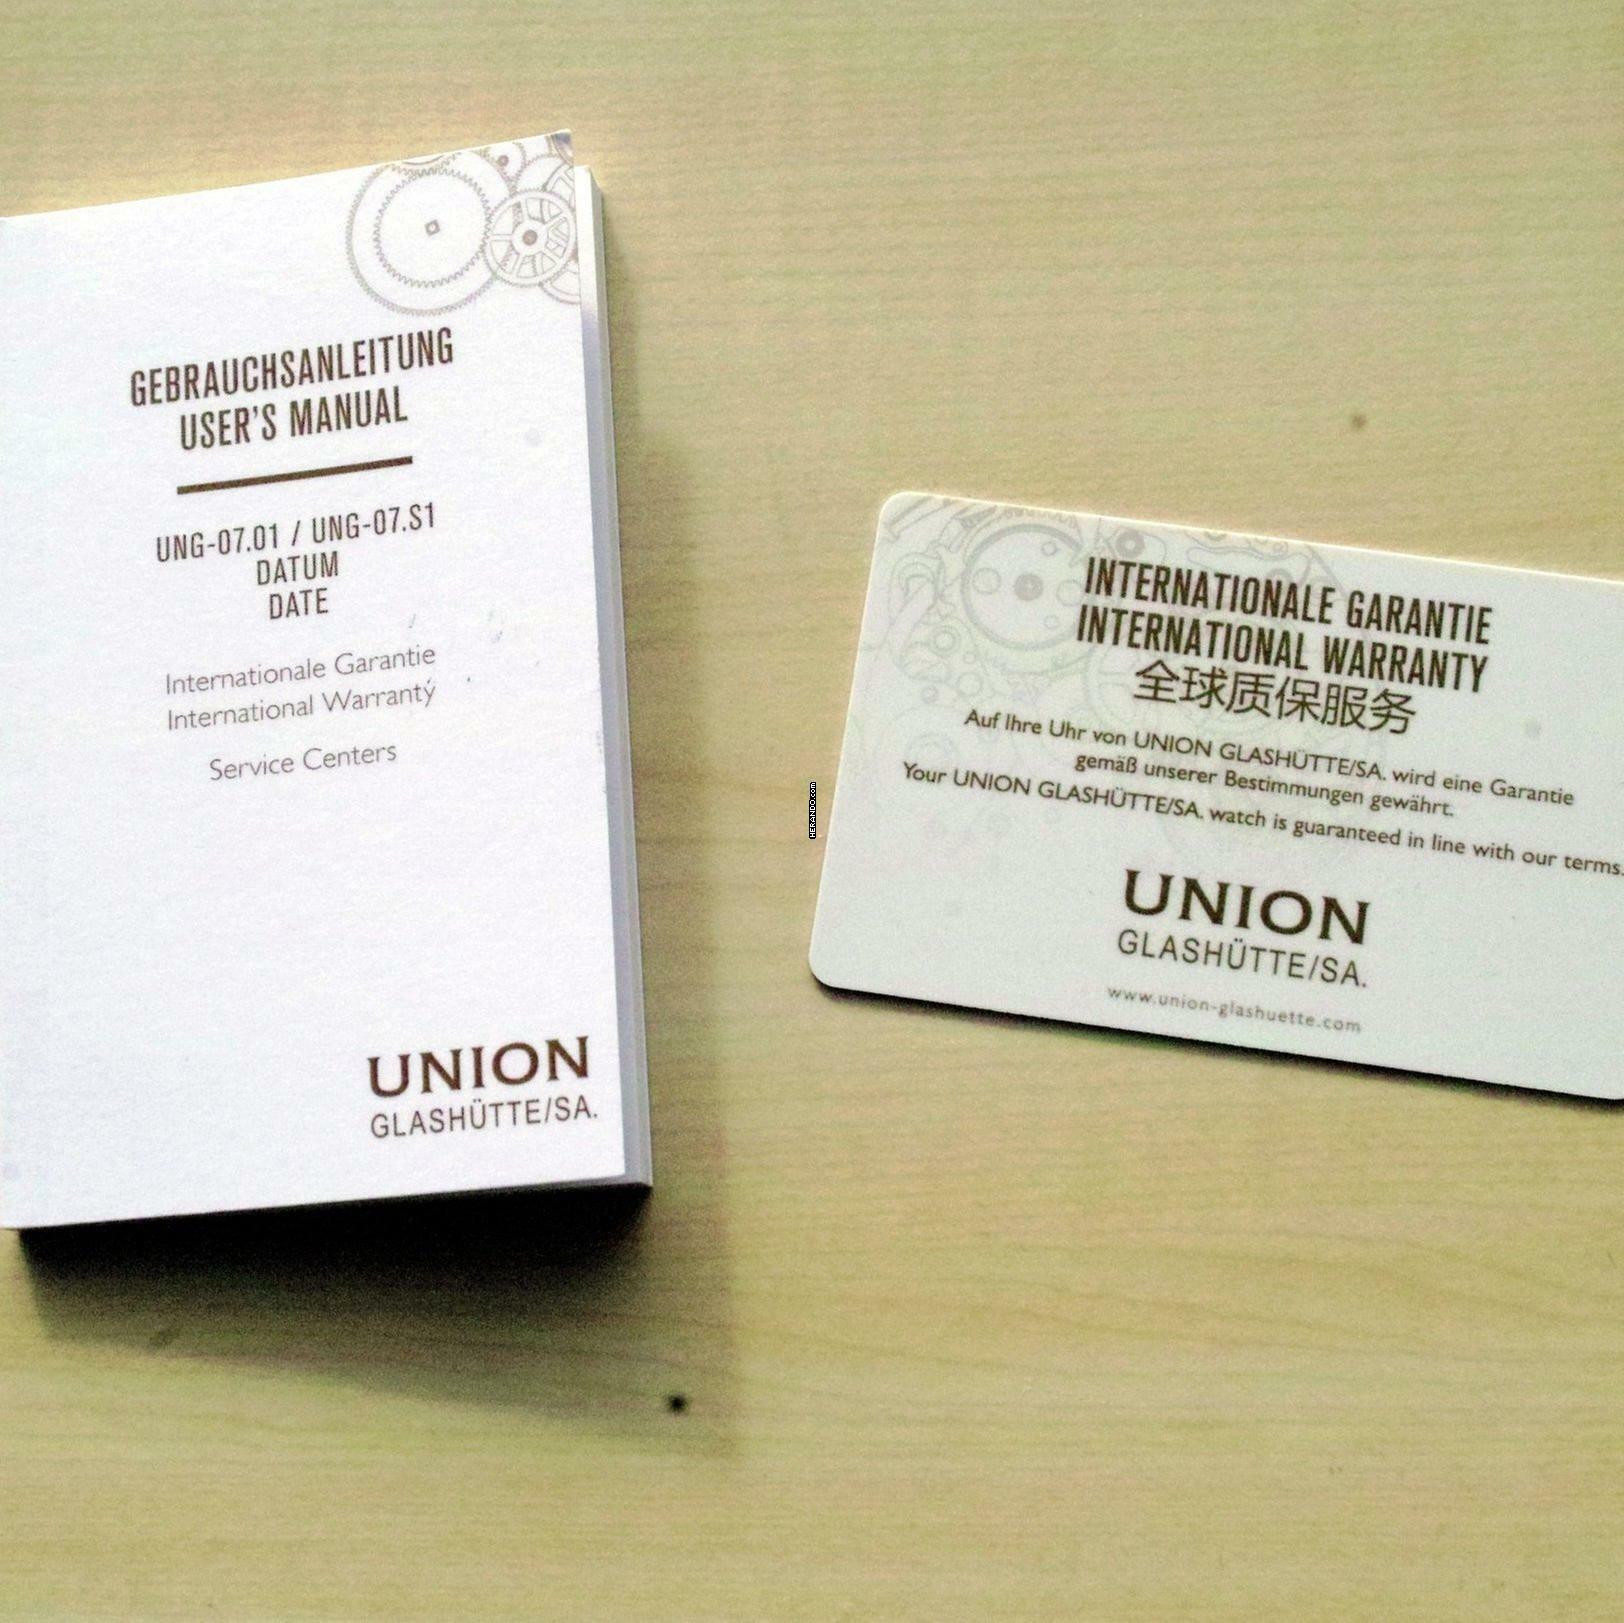 GEBRAUCHSANLEITUNG
USER'S MANUAL
UNG-07.01 / UNG-07.S1
DATUM
DATE
Internationale Garantie
International Warranty
Service Centers
UNION
GLASHÜTTE/SA.
HERANDO.com
INTERNATIONALE GARANTIE
INTERNATIONAL WARRANTY
全球质保服务
Auf Ihre Uhr von UNION GLASHÜTTE/SA. wird eine Garantie
gemäß unserer Bestimmungen gewährt.
Your UNION GLASHÜTTE/SA. watch is guaranteed in line with our terms.
UNION
GLASHÜTTE/SA.
www.union-glashuette.com